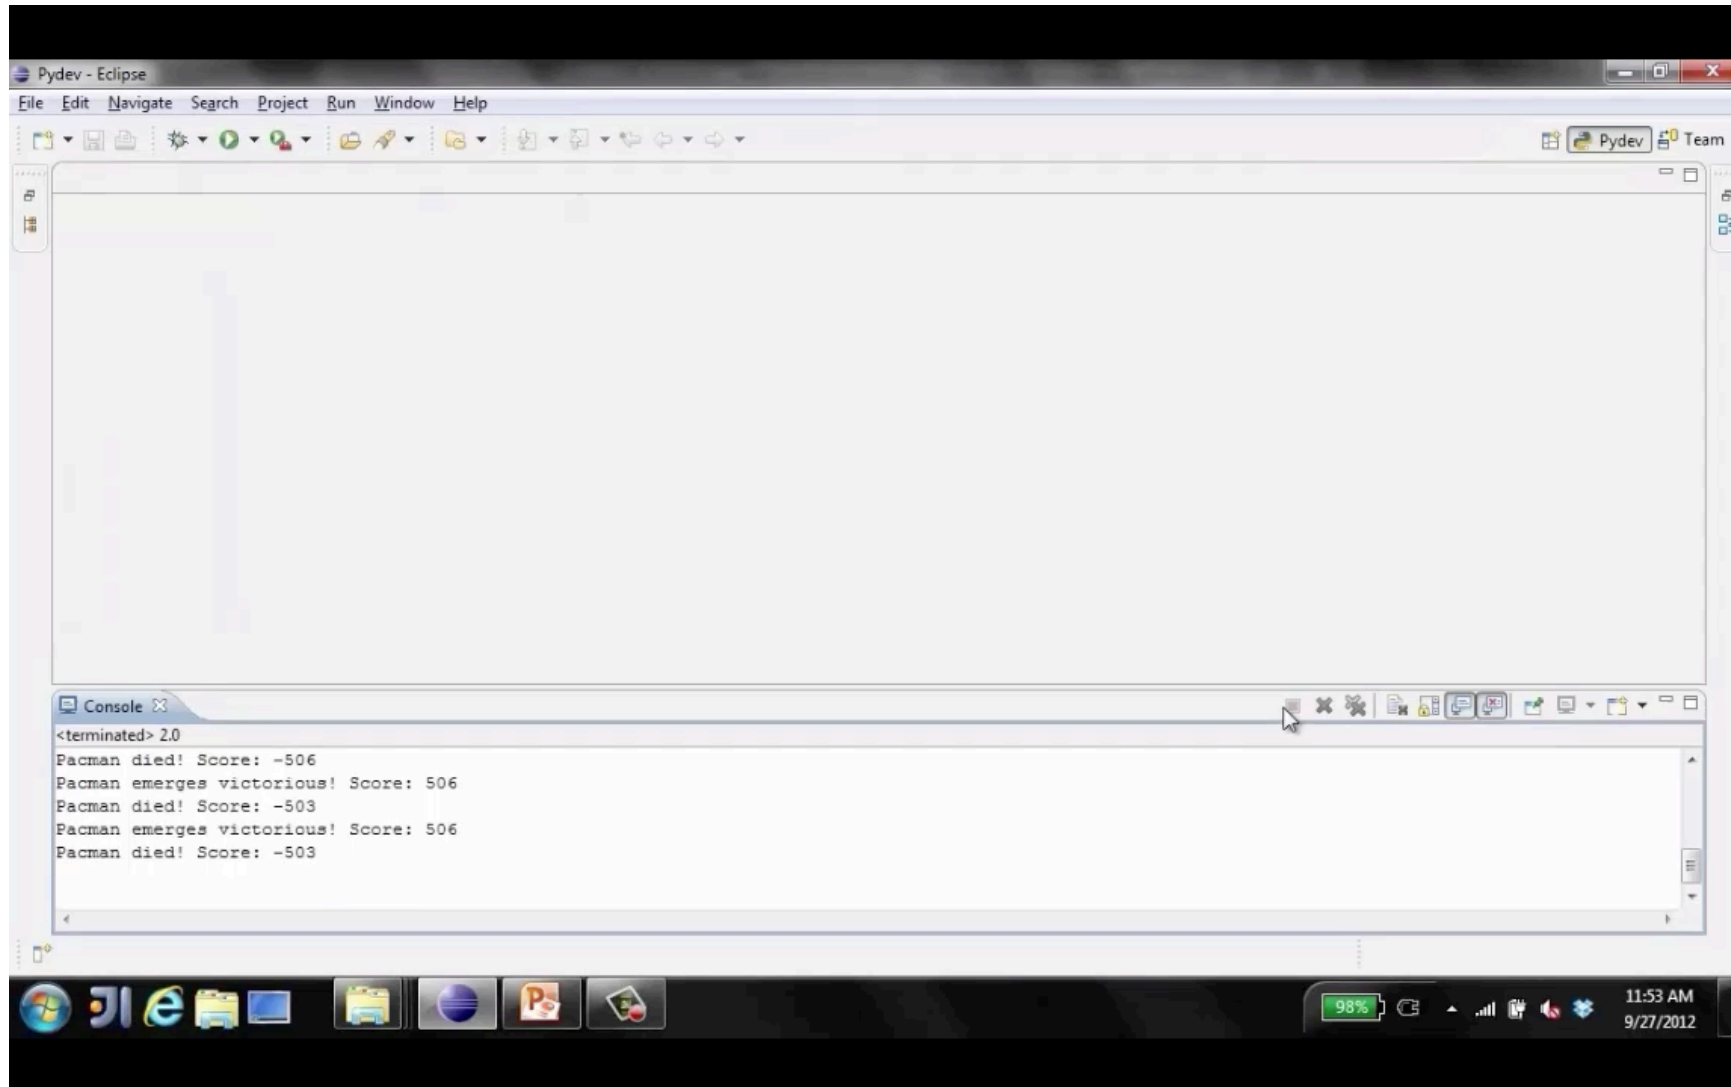 Pydev - Eclipse
File Edit Navigate Search Project Run Window Help
Pydev Team
Console
<terminated> 2.0
Pacman died! Score: -506
Pacman emerges victorious! Score: 506
Pacman died! Score: -503
Pacman emerges victorious! Score: 506
Pacman died! Score: -503
98%
11:53 AM
9/27/2012